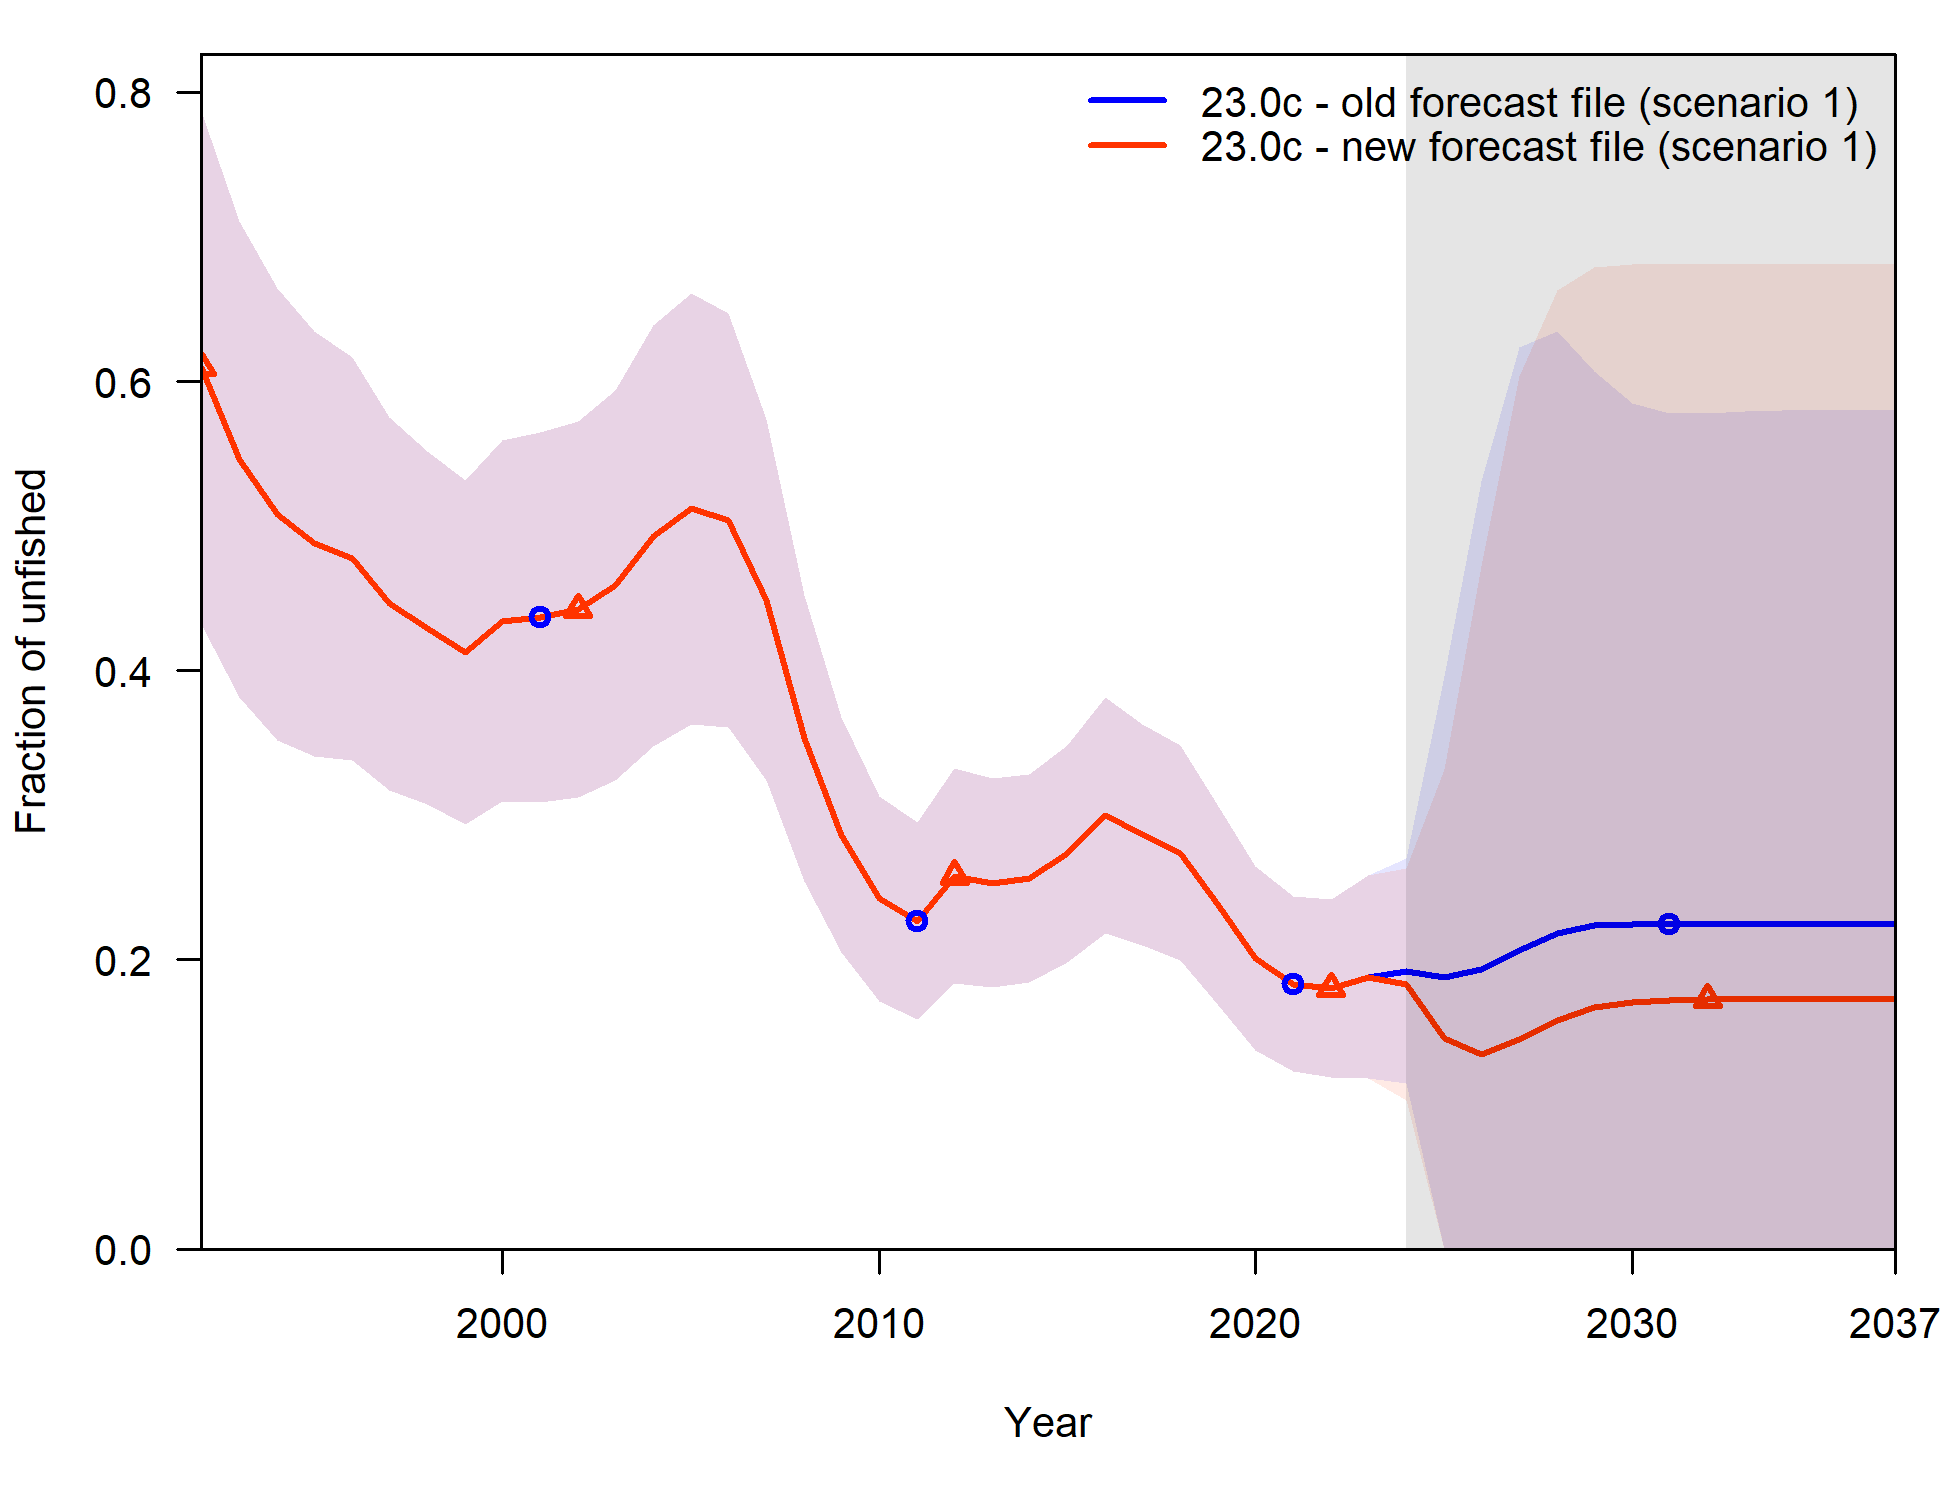 23.0c - old forecast file (scenario 1)
23.0c - new forecast file (scenario 1)
Fraction of unfished
0.8
0.6
0.4
0.2
0.0
2000
2010
2020
2030
2037
Year